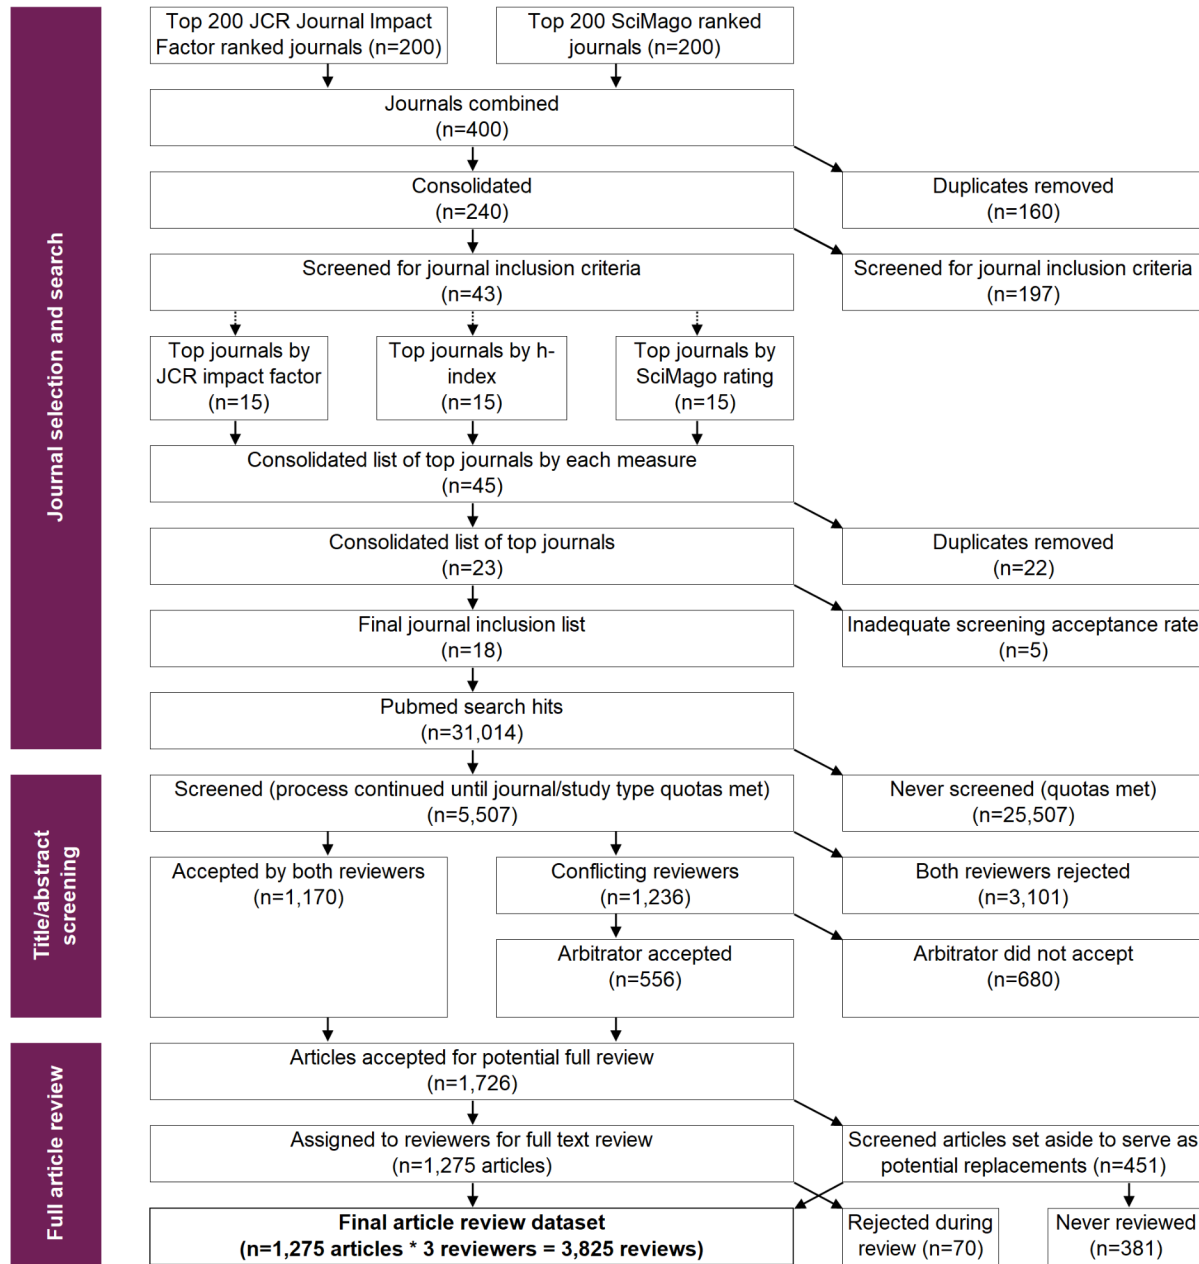 Journal selection and search
Top 200 JCR Journal Impact
Factor ranked journals (n=200)
Top 200 SciMago ranked
journals (n=200)
Journals combined
(n=400)
Consolidated
(n=240)
Duplicates removed
(n=160)
Screened for journal inclusion criteria
(n=43)
Screened for journal inclusion criteria
(n=197)
Top journals by
JCR impact factor
(n=15)
Top journals by h-
index
(n=15)
Top journals by
SciMago rating
(n=15)
Consolidated list of top journals by each measure
(n=45)
Consolidated list of top journals
(n=23)
Duplicates removed
(n=22)
Final journal inclusion list
(n=18)
Inadequate screening acceptance rate
(n=5)
Pubmed search hits
(n=31,014)
Title/abstract
screening
Screened (process continued until journal/study type quotas met)
(n=5,507)
Never screened (quotas met)
(n=25,507)
Accepted by both reviewers
(n=1,170)
Conflicting reviewers
(n=1,236)
Both reviewers rejected
(n=3,101)
Arbitrator accepted
(n=556)
Arbitrator did not accept
(n=680)
Full article review
Articles accepted for potential full review
(n=1,726)
Assigned to reviewers for full text review
(n=1,275 articles)
Screened articles set aside to serve as
potential replacements (n=451)
Final article review dataset
(n=1,275 articles * 3 reviewers = 3,825 reviews)
Rejected during
review (n=70)
Never reviewed
(n=381)